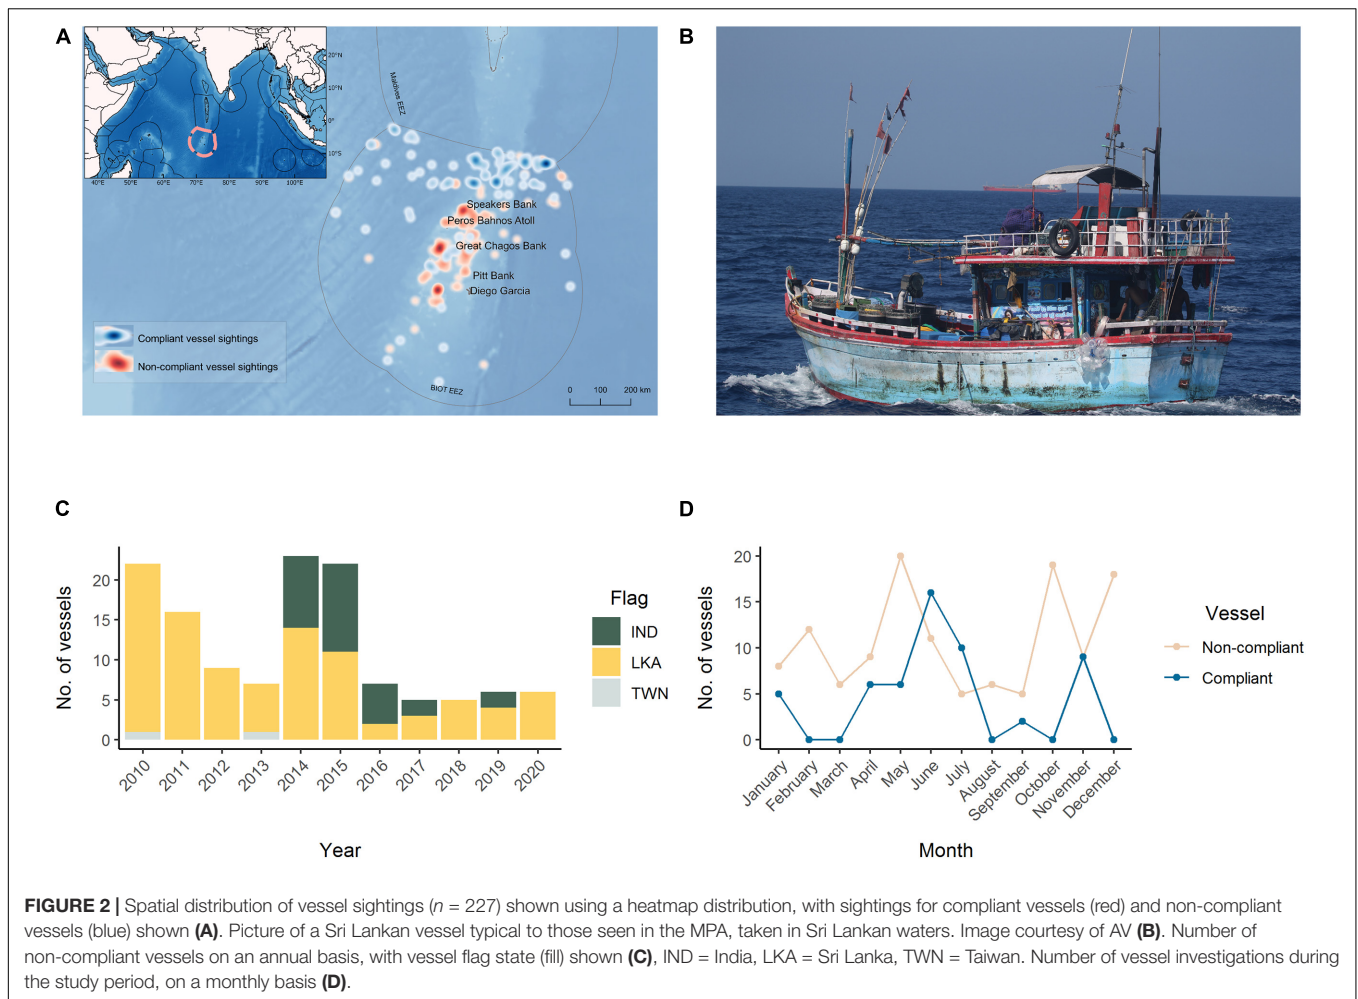 A
B
20°N
10°N
0°
10°S
40°E 50°E 60°E 70°E 80°E 90°E 100°E
Maldives EEZ
Speakers Bank
Peros Bahnos Atoll
Great Chagos Bank
Pitt Bank
Diego Garcia
Compliant vessel sightings
Non-compliant vessel sightings
BIOT EEZ
0 100 200 km
C
No. of vessels
20
15
10
5
0
2010 2011 2012 2013 2014 2015 2016 2017 2018 2019 2020
Year
Flag
IND
LKA
TWN
D
No. of vessels
20
15
10
5
0
January February March April May June July August September October November December
Month
Vessel
Non-compliant
Compliant
FIGURE 2 | Spatial distribution of vessel sightings (n = 227) shown using a heatmap distribution, with sightings for compliant vessels (red) and non-compliant
vessels (blue) shown (A). Picture of a Sri Lankan vessel typical to those seen in the MPA, taken in Sri Lankan waters. Image courtesy of AV (B). Number of
non-compliant vessels on an annual basis, with vessel flag state (fill) shown (C), IND = India, LKA = Sri Lanka, TWN = Taiwan. Number of vessel investigations during
the study period, on a monthly basis (D).